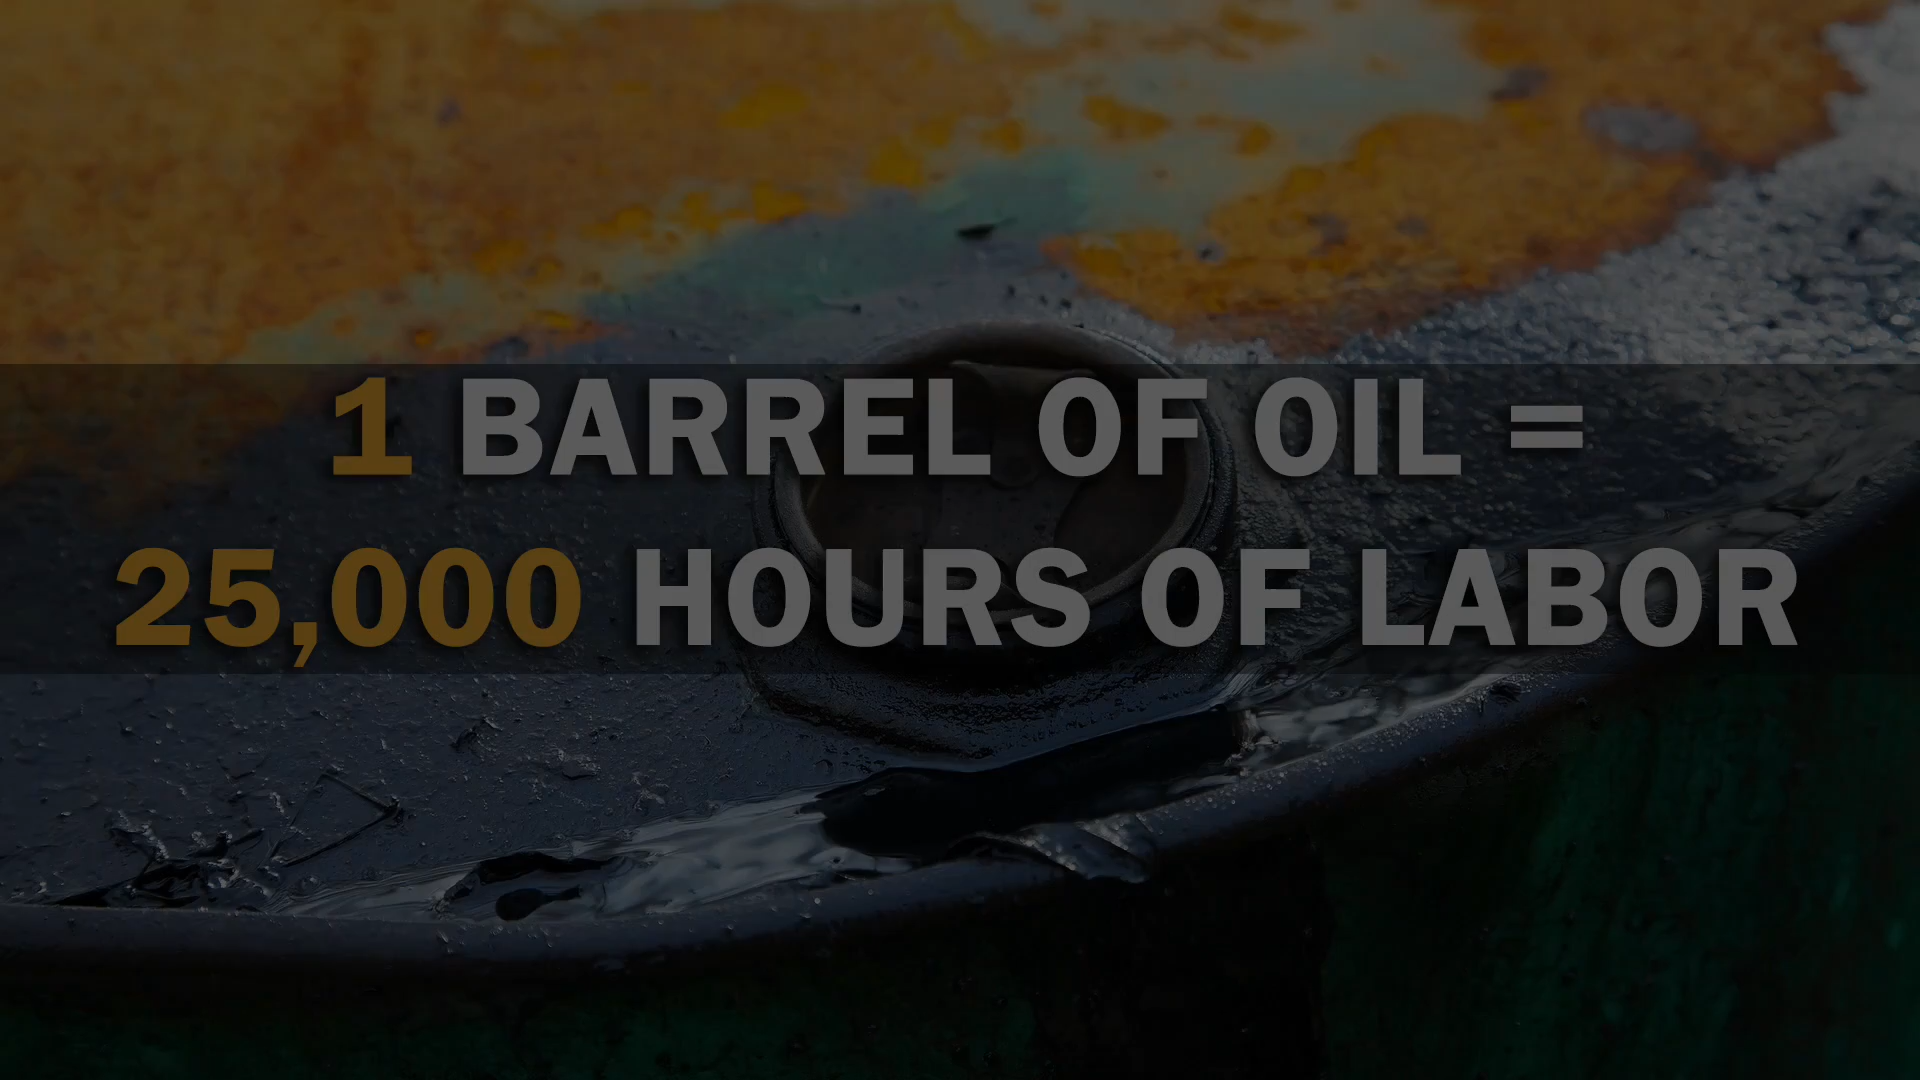 1 BARREL OF OIL =
25,000 HOURS OF LABOR